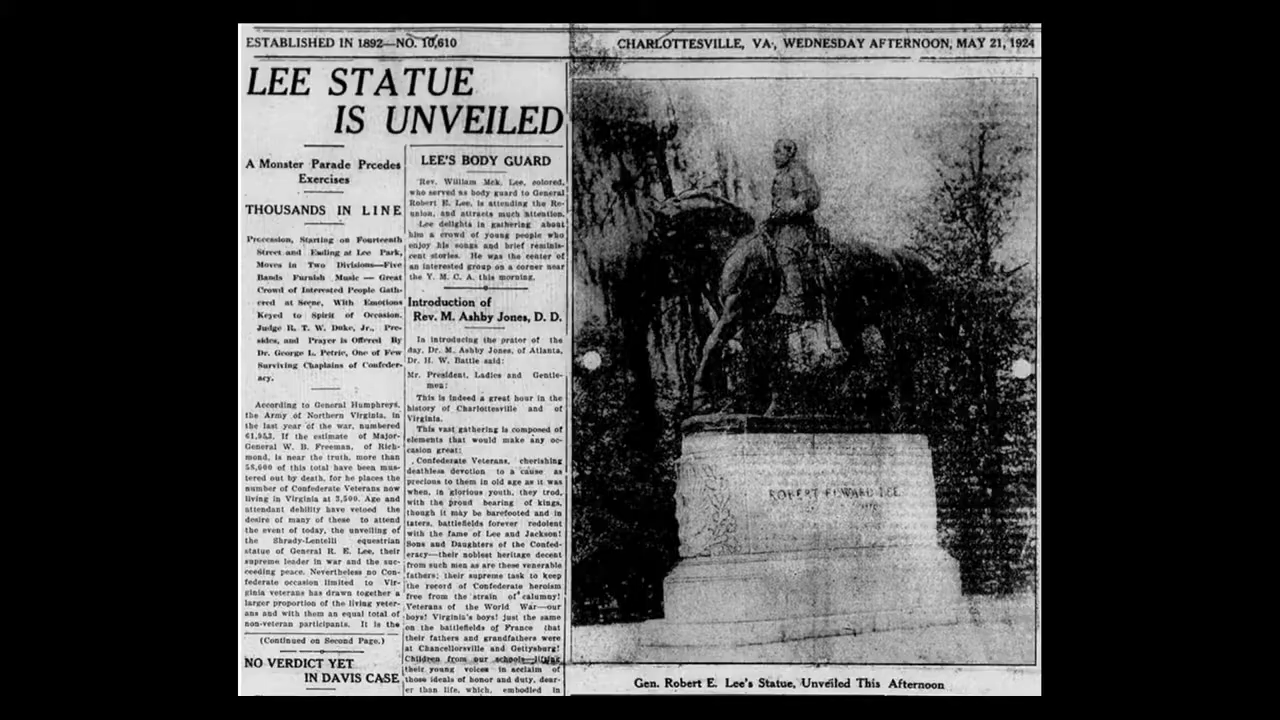 ESTABLISHED IN 1892—NO. 10,610
CHARLOTTESVILLE, VA., WEDNESDAY AFTERNOON, MAY 21, 1924
LEE STATUE
IS UNVEILED
A Monster Parade Prcedes
Exercises
THOUSANDS IN LINE
Procession, Starting on Fourteenth
Street and Ending at Lee Park,
Moves in Two Divisions—Five
Bands Furnish Music — Great
Crowd of Interested People Gath-
ered at Scene, With Emotions
Keyed to Spirit of Occasion.
Judge R. T. W. Duke, Jr., Pre-
sides, and Prayer is Offered By
Dr. George L. Petrie, One of Few
Surviving Chaplains of Confeder-
acy.
According to General Humphreys,
the Army of Northern Virginia, in
the last year of the war, numbered
61,953. If the estimate of Major-
General W. B. Freeman, of Rich-
mond, is near the truth, more than
58,000 of this total have been mus-
tered out by death, for he places the
number of Confederate Veterans now
living in Virginia at 3,500. Age and
attendant debility have vetoed the
desire of many of these to attend
the event of today, the unveiling of
the Shrady-Lentelli equestrian
statue of General R. E. Lee, their
supreme leader in war and the suc-
ceeding peace. Nevertheless no Con-
federate occasion limited to Vir-
ginia veterans has drawn together a
larger proportion of the living veter-
ans and with them an equal total of
non-veteran participants. It is the
(Continued on Second Page.)
NO VERDICT YET
IN DAVIS CASE
LEE'S BODY GUARD
Rev. William Mck. Lee, colored,
who served as body guard to General
Robert E. Lee, is attending the Re-
union, and attracts much attention.
Lee delights in gathering about
him a crowd of young people who
enjoy his songs and brief reminis-
cent stories. He was the center of
an interested group on a corner near
the Y. M. C. A. this morning.
Introduction of
Rev. M. Ashby Jones, D. D.
In introducing the orator of the
day, Dr. M. Ashby Jones, of Atlanta,
Dr. H. W. Battle said:
Mr. President, Ladies and Gentle-
men:
This is indeed a great hour in the
history of Charlottesville and of
Virginia.
This vast gathering is composed of
elements that would make any oc-
casion great:
Confederate Veterans, cherishing
deathless devotion to a cause as
precious to them in old age as it was
when, in glorious youth, they trod,
with the proud bearing of kings,
though it may be barefooted and in
taters, battlefields forever redolent
with the fame of Lee and Jackson!
Sons and Daughters of the Confed-
eracy—their noblest heritage decent
from such men as are these venerable
fathers; their supreme task to keep
the record of Confederate heroism
free from the strain of calumny!
Veterans of the World War—our
boys! Virginia's boys! just the same
on the battlefields of France that
their fathers and grandfathers were
at Chancellorsville and Gettysburg!
Children from our schools—lifting
their young voices in acclaim of
those ideals of honor and duty, dear-
er than life, which, embodied in
ROBERT EDWARD LEE
Gen. Robert E. Lee's Statue, Unveiled This Afternoon